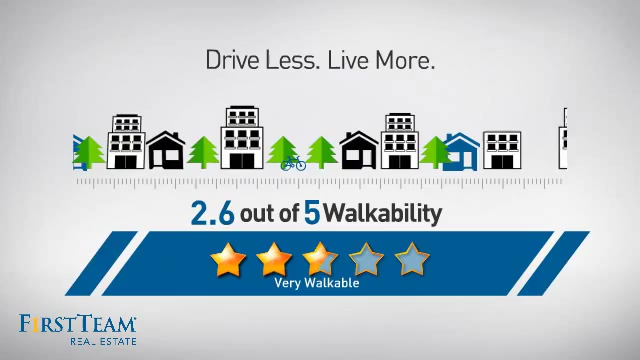 Drive Less. Live More.
2.6 out of 5 Walkability
Very Walkable
FIRSTTEAM®
REAL ESTATE